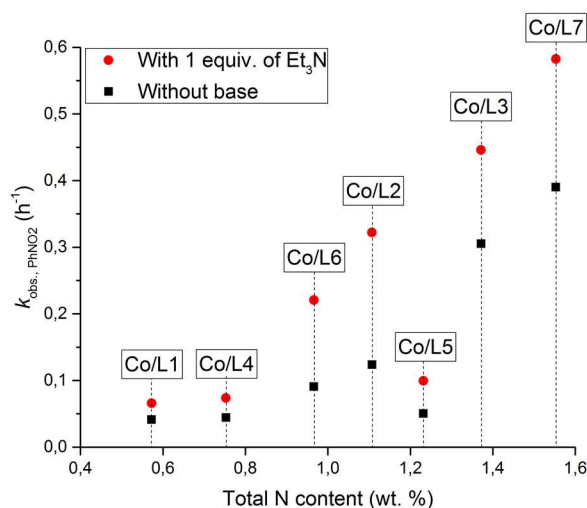 With 1 equiv. of Et3N
Without base
Co/L7
Co/L3
Co/L2
Co/L6
Co/L5
Co/L1
Co/L4
kobs., PhNO2 (h-1)
0,6
0,5
0,4
0,3
0,2
0,1
0,0
0,4 0,6 0,8 1,0 1,2 1,4 1,6
Total N content (wt. %)